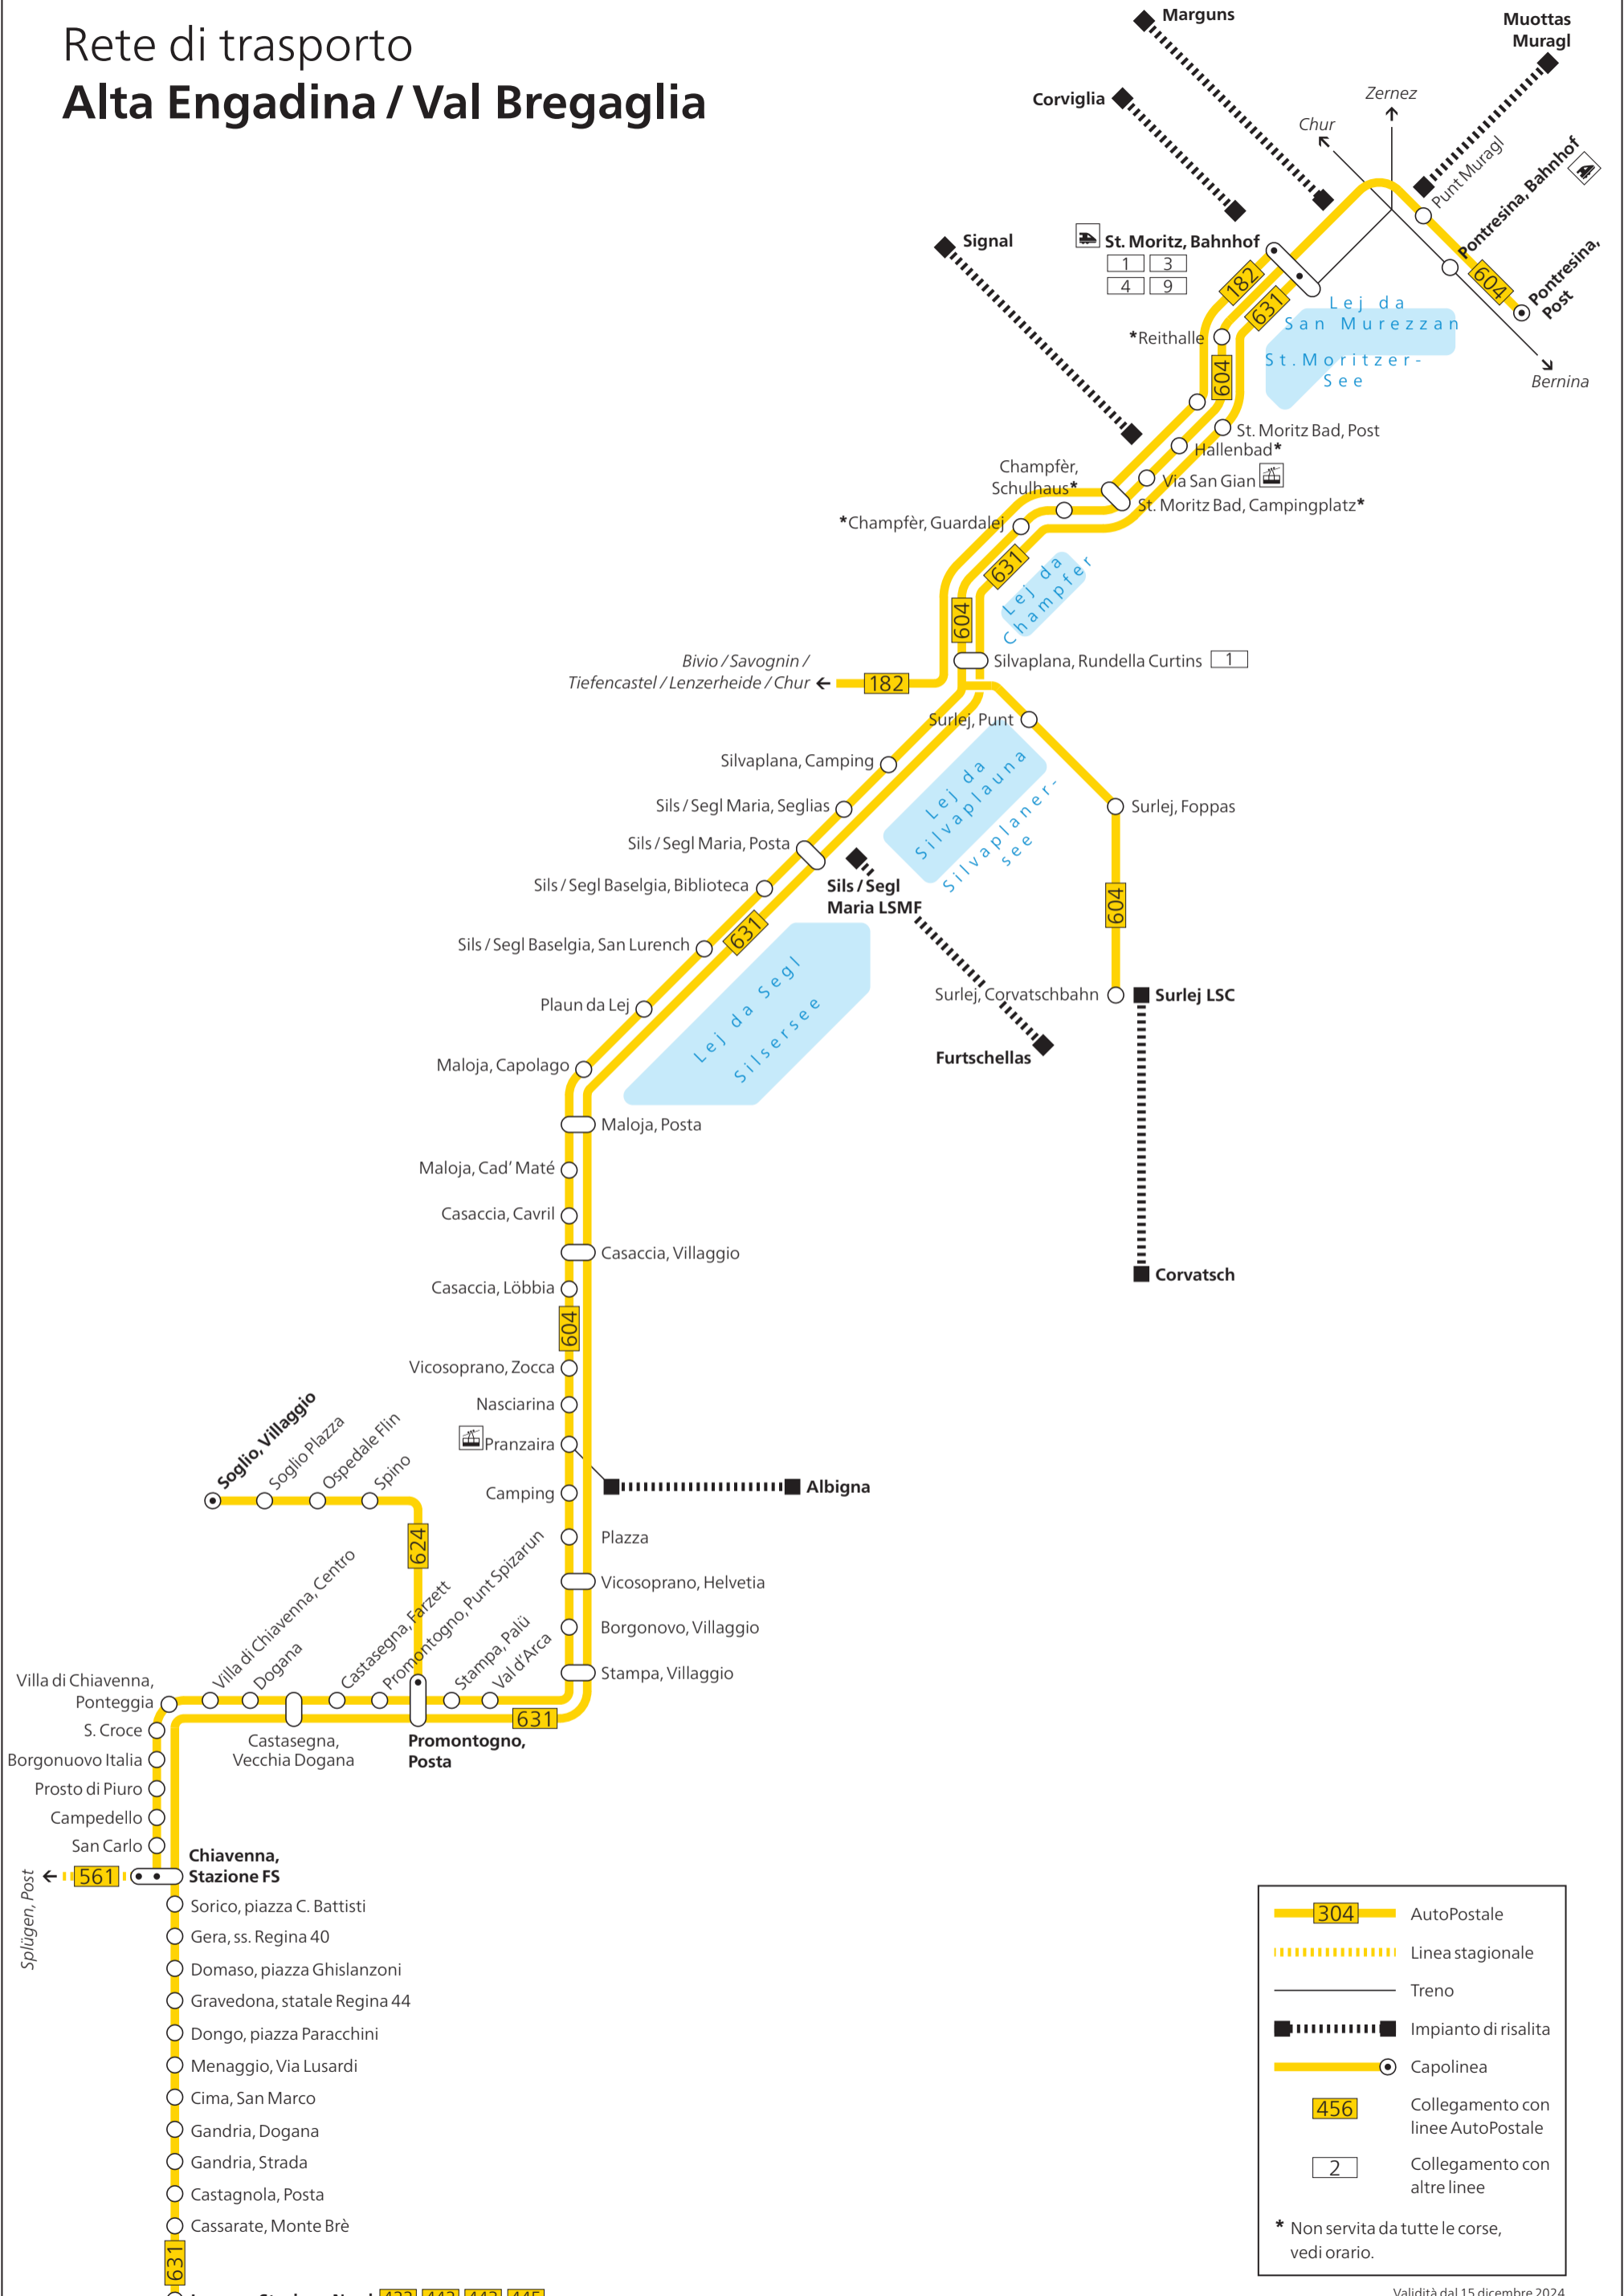 Rete di trasporto
Alta Engadina / Val Bregaglia
Marguns
Muottas
Muragl
Corviglia
Zernez
Chur
Punt Muragl
Pontresina, Bahnhof
Pontresina,
Post
604
Bernina
Signal
St. Moritz, Bahnhof
1 3
4 9
182
631
Lej da
San Murezzan
St. Moritzer-
See
*Reithalle
604
St. Moritz Bad, Post
Hallenbad*
Via San Gian
St. Moritz Bad, Campingplatz*
Champfèr,
Schulhaus*
*Champfèr, Guardalej
631
Lej da
Champfer
604
Silvaplana, Rundella Curtins 1
Bivio / Savognin /
Tiefencastel / Lenzerheide / Chur
182
Surlej, Punt
Silvaplana, Camping
Lej da
Silvaplauna
Silvaplaner-
see
Surlej, Foppas
Sils / Segl Maria, Seglias
Sils / Segl Maria, Posta
Sils / Segl Baselgia, Biblioteca
Sils / Segl
Maria LSMF
604
631
Sils / Segl Baselgia, San Lurench
Lej da Segl
Silsersee
Surlej, Corvatschbahn
Surlej LSC
Plaun da Lej
Furtschellas
Maloja, Capolago
Maloja, Posta
Maloja, Cad’ Maté
Casaccia, Cavril
Casaccia, Villaggio
Corvatsch
Casaccia, Löbbia
604
Vicosoprano, Zocca
Nasciarina
Pranzaira
Albigna
Camping
Plazza
Vicosoprano, Helvetia
Borgonovo, Villaggio
Stampa, Villaggio
Soglio, Villaggio
Soglio Plazza
Ospedale Flin
Spino
624
Villa di Chiavenna, Centro
Dogana
Castasegna, Farzett
Promontogno, Punt Spizarun
Stampa, Palü
Val d’Arca
631
Villa di Chiavenna,
Ponteggia
Castasegna,
Vecchia Dogana
Promontogno,
Posta
S. Croce
Borgonuovo Italia
Prosto di Piuro
Campedello
San Carlo
Chiavenna,
Stazione FS
561
Splügen, Post
Sorico, piazza C. Battisti
Gera, ss. Regina 40
Domaso, piazza Ghislanzoni
Gravedona, statale Regina 44
Dongo, piazza Paracchini
Menaggio, Via Lusardi
Cima, San Marco
Gandria, Dogana
Gandria, Strada
Castagnola, Posta
Cassarate, Monte Brè
631
304 AutoPostale
Linea stagionale
Treno
Impianto di risalita
Capolinea
456 Collegamento con
linee AutoPostale
2 Collegamento con
altre linee
* Non servita da tutte le corse,
vedi orario.
Validità dal 15 dicembre 2024